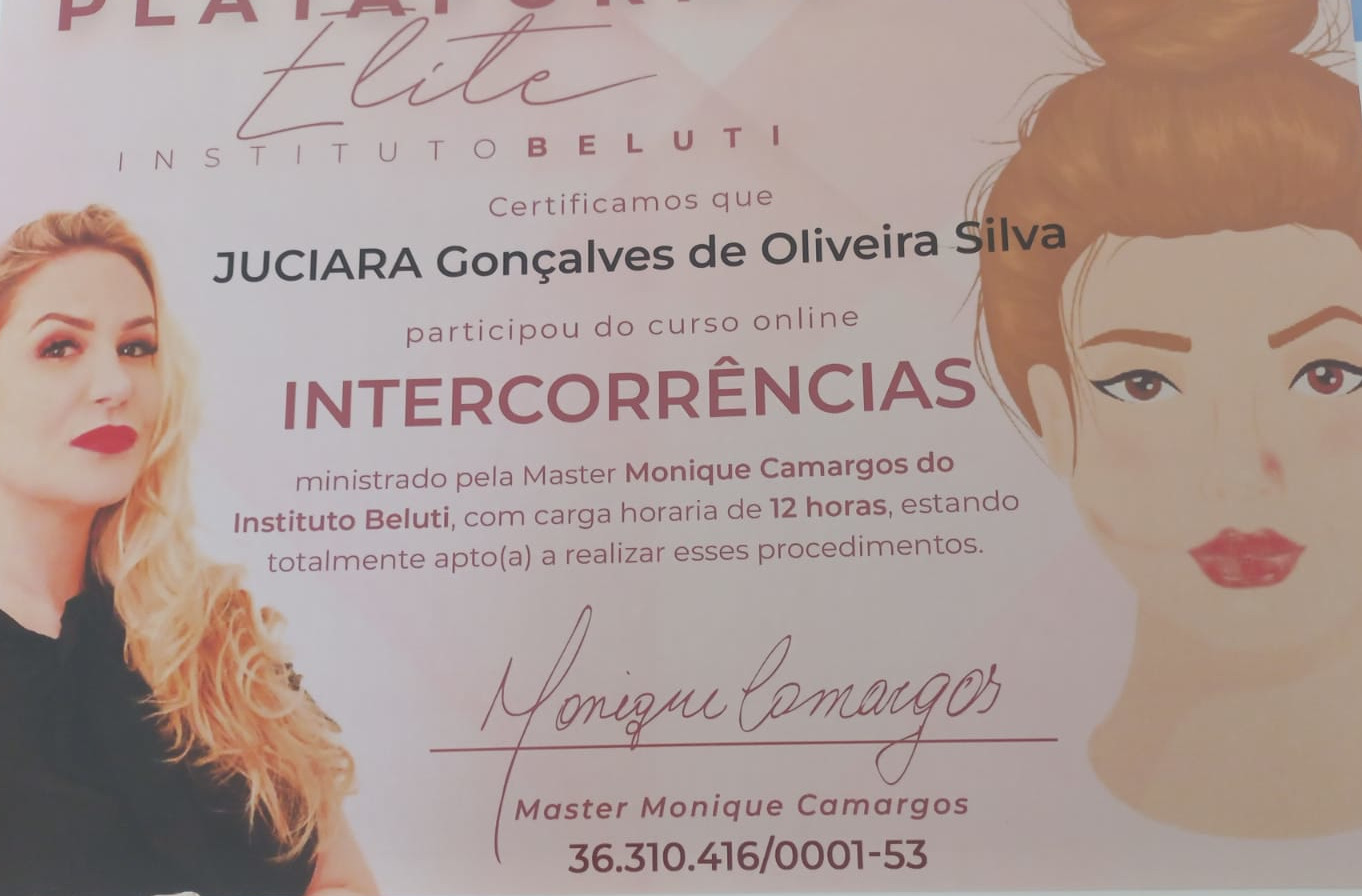 Elite
INSTITUTO BELUTI
Certificamos que
JUCIARA Gonçalves de Oliveira Silva
participou do curso online
INTERCORRÊNCIAS
ministrado pela Master Monique Camargos do
Instituto Beluti, com carga horaria de 12 horas, estando
totalmente apto(a) a realizar esses procedimentos.
Monique Camargos
Master Monique Camargos
36.310.416/0001-53